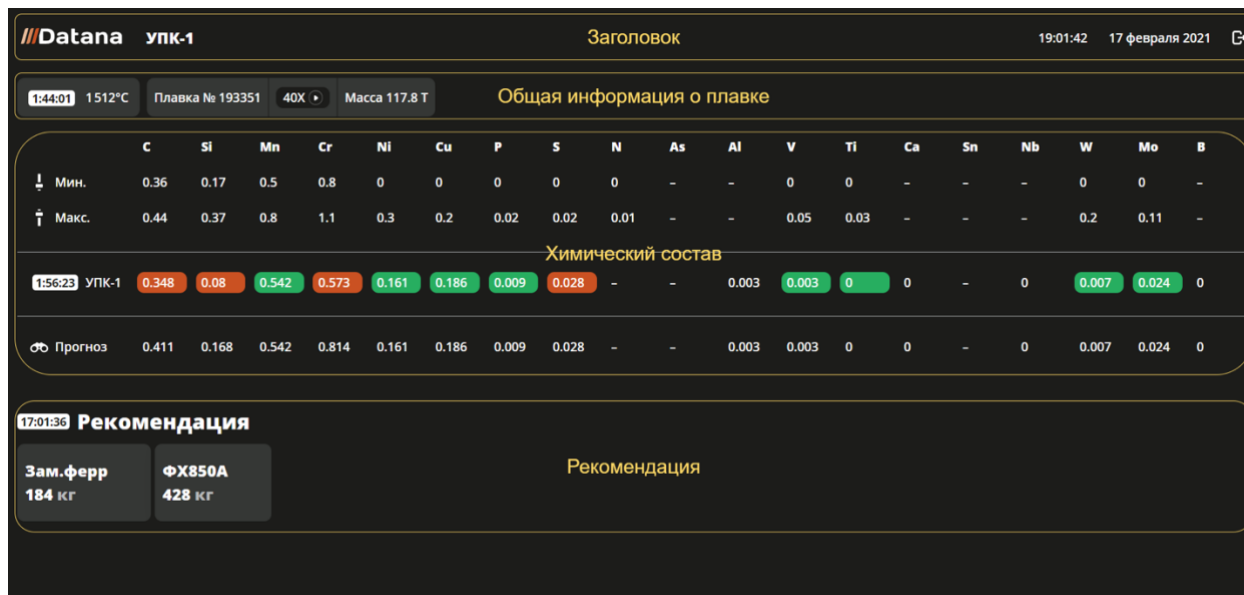 ///Datana УПК-1 Заголовок 19:01:42 17 февраля 2021
1:44:01 1512°C Плавка № 193351 40X Масса 117.8 Т Общая информация о плавке
C Si Mn Cr Ni Cu P S N As Al V Ti Ca Sn Nb W Mo B
Мин. 0.36 0.17 0.5 0.8 0 0 0 0 0 – – 0 0 – – – 0 0 –
Макс. 0.44 0.37 0.8 1.1 0.3 0.2 0.02 0.02 0.01 – – 0.05 0.03 – – – 0.2 0.11 –
Химический состав
1:56:23 УПК-1 0.348 0.08 0.542 0.573 0.161 0.186 0.009 0.028 – – 0.003 0.003 0 0 – 0 0.007 0.024 0
Прогноз 0.411 0.168 0.542 0.814 0.161 0.186 0.009 0.028 – – 0.003 0.003 0 0 – 0 0.007 0.024 0
17:01:36 Рекомендация
Зам.ферр ФХ850А Рекомендация
184 кг 428 кг